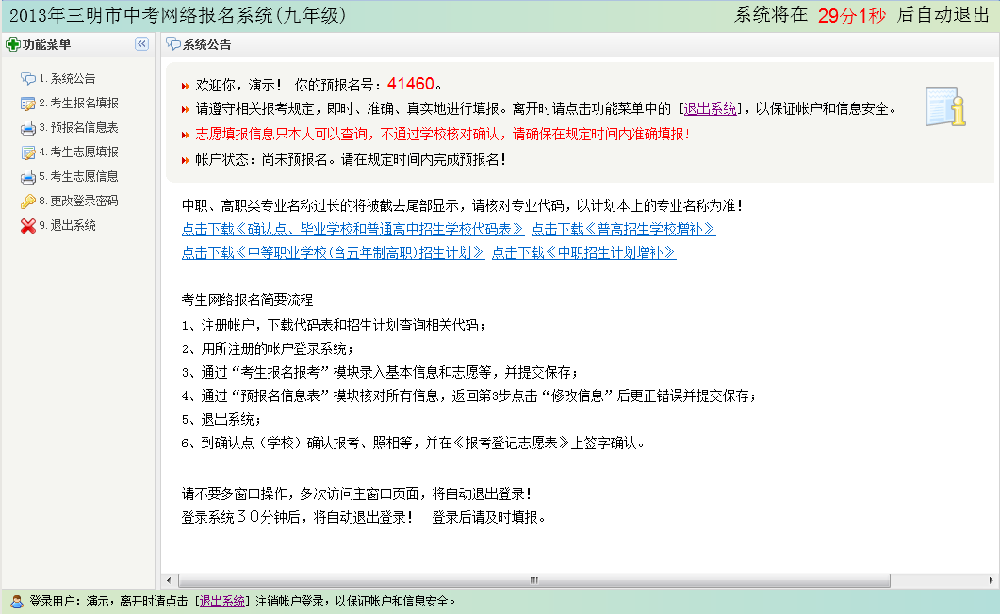 2013年三明市中考网络报名系统(九年级)
系统将在 29分1秒 后自动退出
功能菜单
系统公告
1. 系统公告
2. 考生报名填报
3. 预报名信息表
4. 考生志愿填报
5. 考生志愿信息
8. 更改登录密码
9. 退出系统
欢迎你，演示！ 你的预报名号：41460。
请遵守相关报考规定，即时、准确、真实地进行填报。离开时请点击功能菜单中的 [退出系统]，以保证帐户和信息安全。
志愿填报信息只本人可以查询，不通过学校核对确认，请确保在规定时间内准确填报！
帐户状态：尚未预报名。请在规定时间内完成预报名！
中职、高职类专业名称过长的将被截去尾部显示，请核对专业代码，以计划本上的专业名称为准！
点击下载《确认点、毕业学校和普通高中招生学校代码表》 点击下载《普高招生学校增补》
点击下载《中等职业学校(含五年制高职)招生计划》 点击下载《中职招生计划增补》
考生网络报名简要流程
1、注册帐户，下载代码表和招生计划查询相关代码；
2、用所注册的帐户登录系统；
3、通过“考生报名报考”模块录入基本信息和志愿等，并提交保存；
4、通过“预报名信息表”模块核对所有信息，返回第3步点击“修改信息”后更正错误并提交保存；
5、退出系统；
6、到确认点（学校）确认报考、照相等，并在《报考登记志愿表》上签字确认。
请不要多窗口操作，多次访问主窗口页面，将自动退出登录！
登录系统３０分钟后，将自动退出登录！ 登录后请及时填报。
登录用户：演示，离开时请点击 [退出系统] 注销帐户登录，以保证帐户和信息安全。